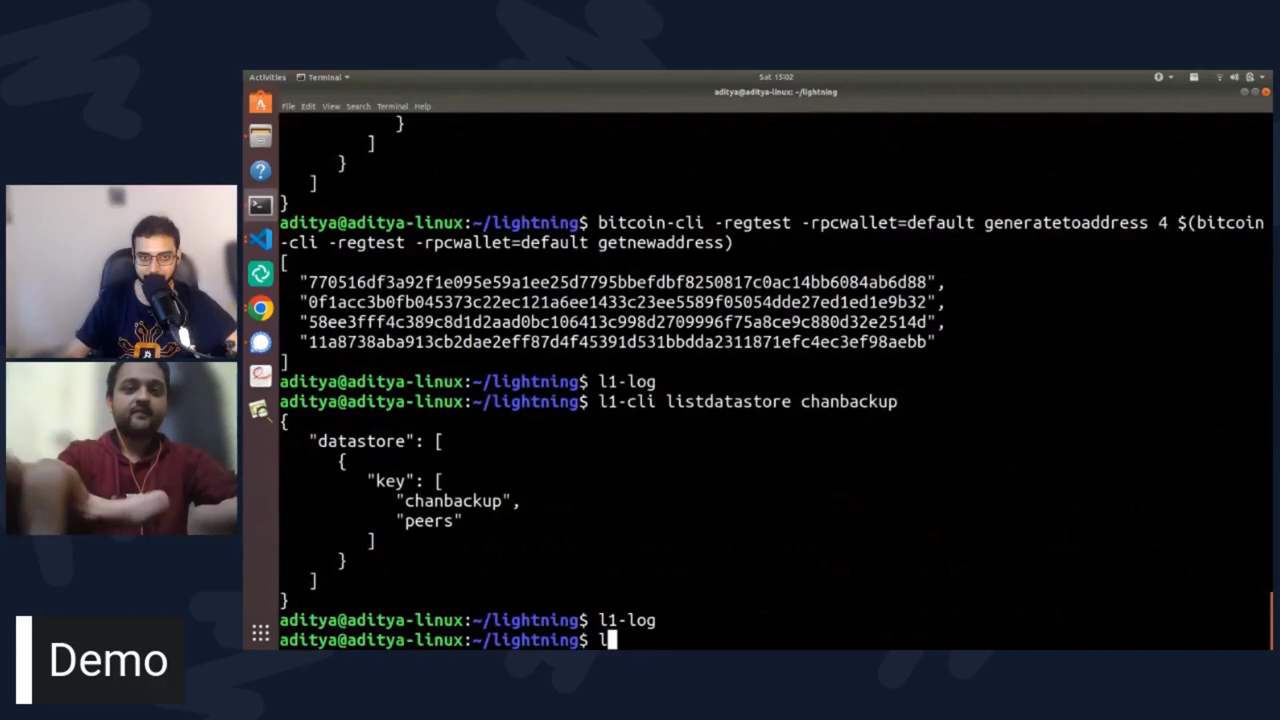 Activities Terminal Sat 15:02
aditya@aditya-linux: ~/lightning
File Edit View Search Terminal Help
}
]
}
]
}
aditya@aditya-linux:~/lightning$ bitcoin-cli -regtest -rpcwallet=default generatetoaddress 4 $(bitcoin
-cli -regtest -rpcwallet=default getnewaddress)
[
"770516df3a92f1e095e59a1ee25d7795bbefdbf8250817c0ac14bb6084ab6d88",
"0f1acc3b0fb045373c22ec121a6ee1433c23ee5589f05054dde27ed1ed1e9b32",
"58ee3fff4c389c8d1d2aad0bc106413c998d2709996f75a8ce9c880d32e2514d",
"11a8738aba913cb2dae2eff87d4f45391d531bbdda2311871efc4ec3ef98aebb"
]
aditya@aditya-linux:~/lightning$ l1-log
aditya@aditya-linux:~/lightning$ l1-cli listdatastore chanbackup
{
"datastore": [
{
"key": [
"chanbackup",
"peers"
]
}
]
}
aditya@aditya-linux:~/lightning$ l1-log
aditya@aditya-linux:~/lightning$ l
Demo